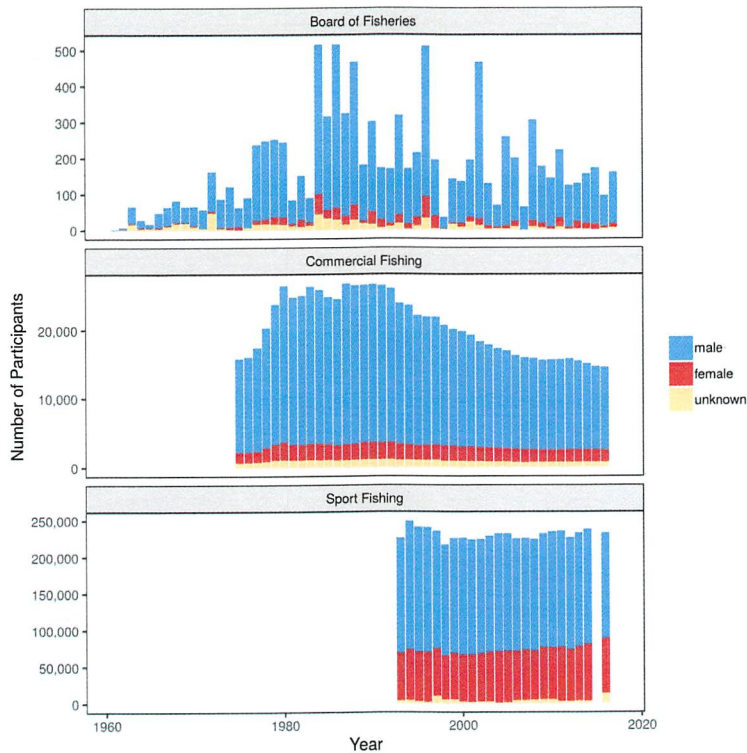 Board of Fisheries
500
400
300
200
100
0
Commercial Fishing
20,000
10,000
0
Sport Fishing
250,000
200,000
150,000
100,000
50,000
0
1960
1980
2000
2020
Year
Number of Participants
male
female
unknown